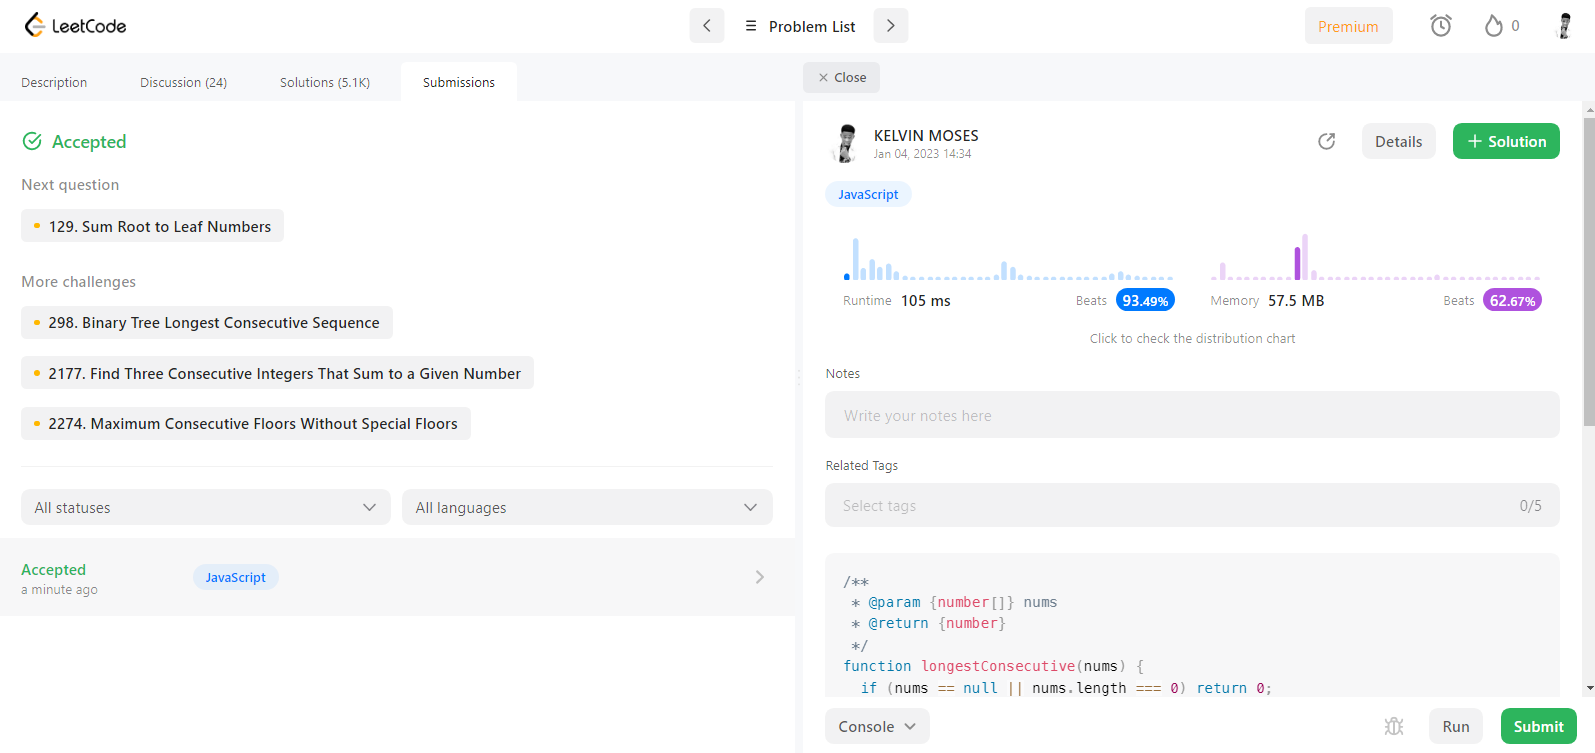 LeetCode
Problem List
Premium
0
Description
Discussion (24)
Solutions (5.1K)
Submissions
Close
Accepted
Next question
129. Sum Root to Leaf Numbers
More challenges
298. Binary Tree Longest Consecutive Sequence
2177. Find Three Consecutive Integers That Sum to a Given Number
2274. Maximum Consecutive Floors Without Special Floors
All statuses
All languages
Accepted
a minute ago
JavaScript
KELVIN MOSES
Jan 04, 2023 14:34
Details
+ Solution
JavaScript
Runtime 105 ms
Beats 93.49%
Memory 57.5 MB
Beats 62.67%
Click to check the distribution chart
Notes
Write your notes here
Related Tags
Select tags
0/5
/**
 * @param {number[]} nums
 * @return {number}
 */
function longestConsecutive(nums) {
  if (nums == null || nums.length === 0) return 0;
Console
Run
Submit